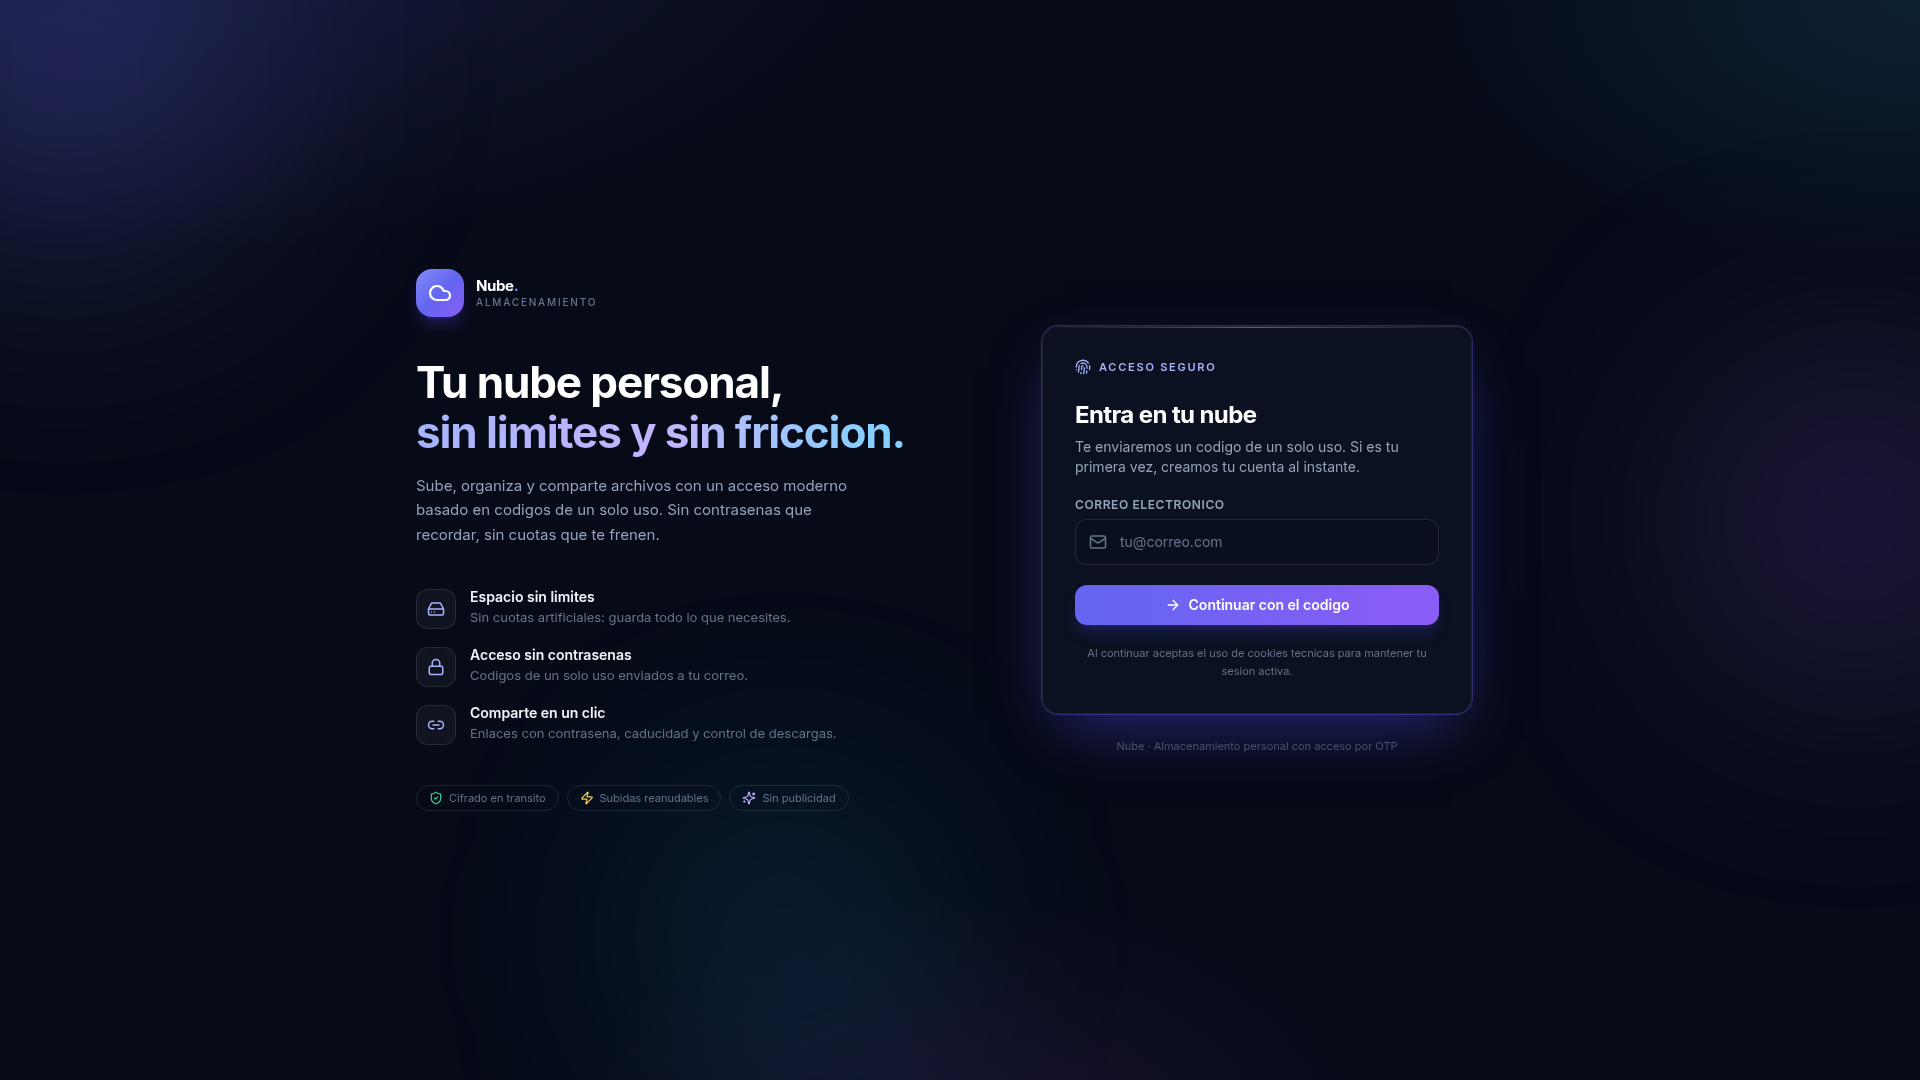 Nube.
ALMACENAMIENTO
Tu nube personal,
sin limites y sin friccion.
Sube, organiza y comparte archivos con un acceso moderno
basado en codigos de un solo uso. Sin contrasenas que
recordar, sin cuotas que te frenen.
Espacio sin limites
Sin cuotas artificiales: guarda todo lo que necesites.
Acceso sin contrasenas
Codigos de un solo uso enviados a tu correo.
Comparte en un clic
Enlaces con contrasena, caducidad y control de descargas.
Cifrado en transito
Subidas reanudables
Sin publicidad
ACCESO SEGURO
Entra en tu nube
Te enviaremos un codigo de un solo uso. Si es tu
primera vez, creamos tu cuenta al instante.
CORREO ELECTRONICO
tu@correo.com
Continuar con el codigo
Al continuar aceptas el uso de cookies tecnicas para mantener tu
sesion activa.
Nube · Almacenamiento personal con acceso por OTP